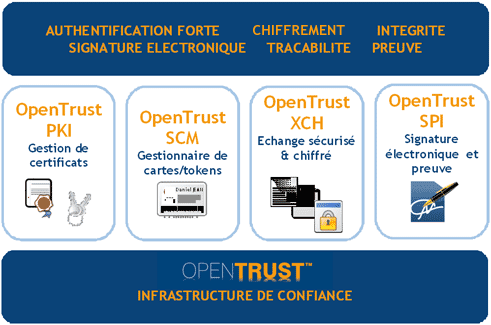 AUTHENTIFICATION FORTE CHIFFREMENT INTEGRITE
SIGNATURE ELECTRONIQUE TRACABILITE PREUVE
OpenTrust
PKI
Gestion de
certificats
OpenTrust
SCM
Gestionnaire de
cartes/tokens
Daniel RAH
OpenTrust
XCH
Echange sécurisé
& chiffré
OpenTrust
SPI
Signature
électronique et
preuve
OPENTRUST™
INFRASTRUCTURE DE CONFIANCE